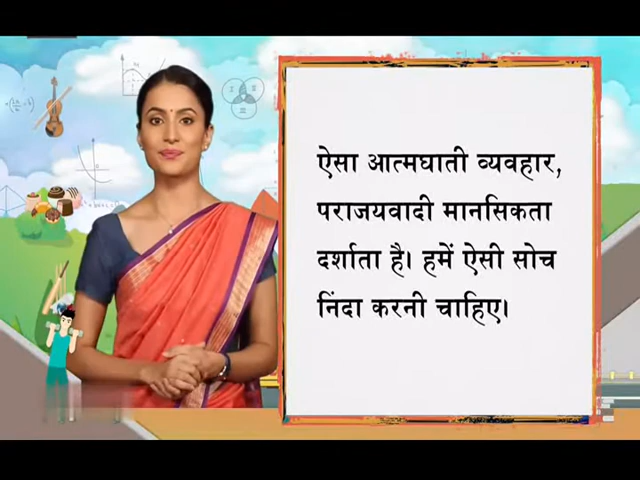 ऐसा आत्मघाती व्यवहार,
पराजयवादी मानसिकता
दर्शाता है। हमें ऐसी सोच
निंदा करनी चाहिए।